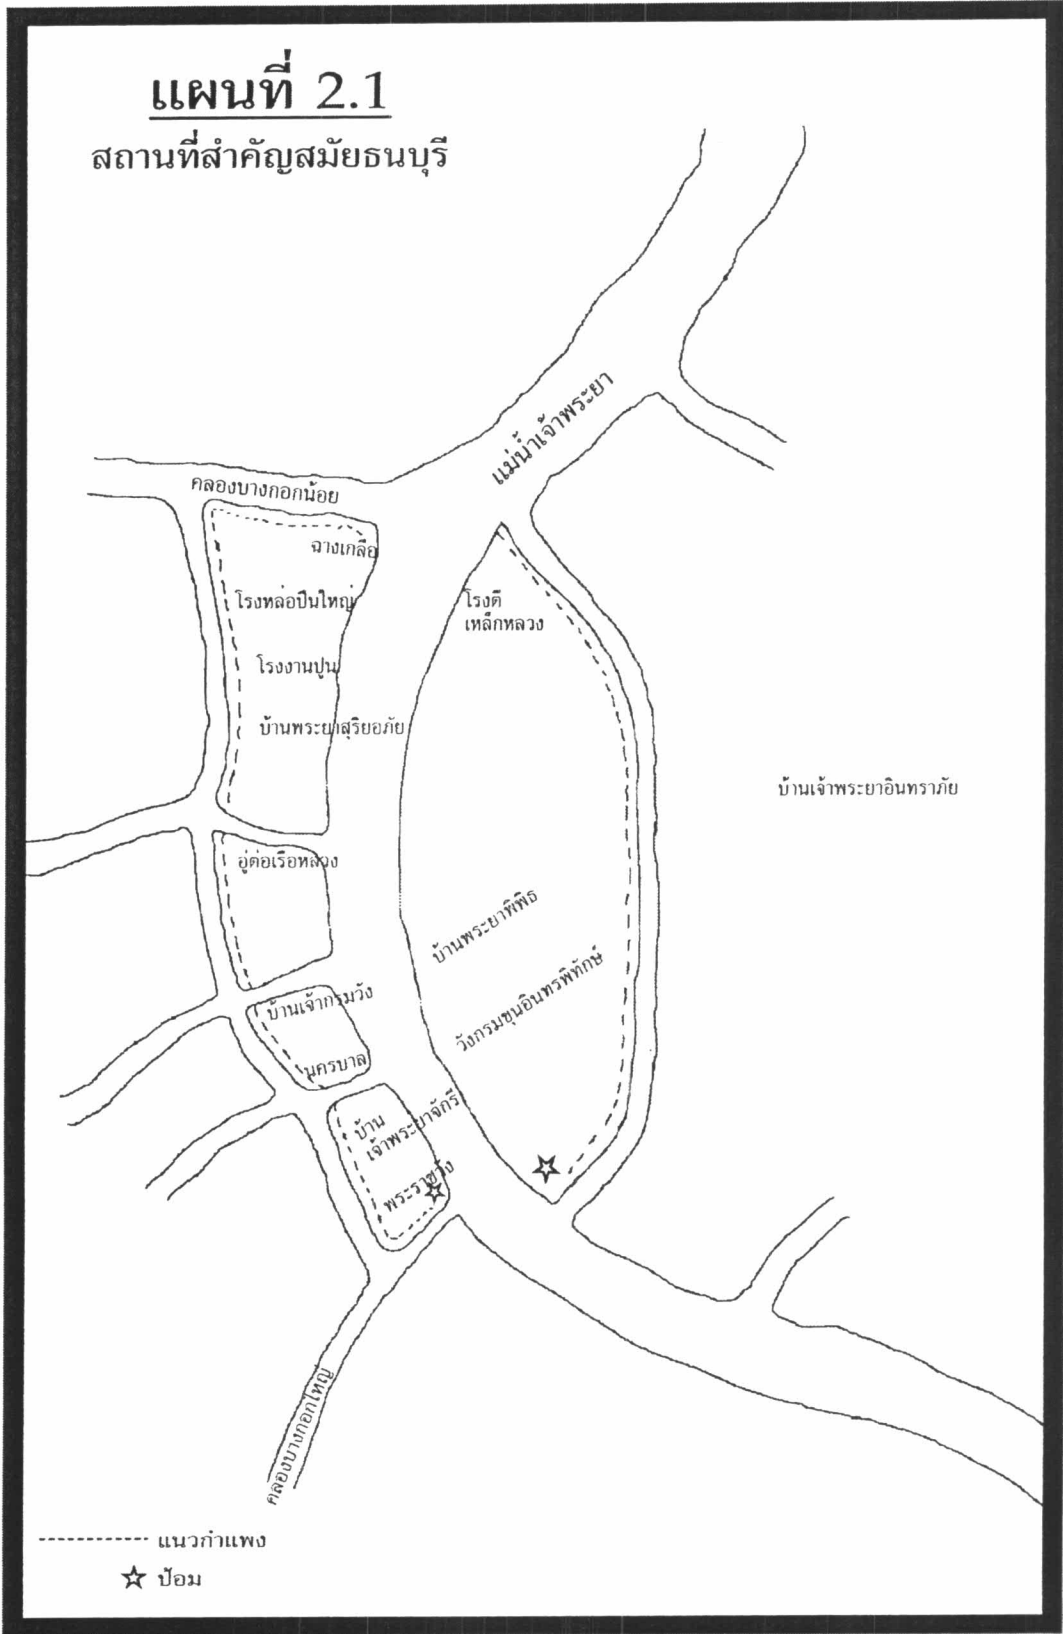 แผนที่ 2.1
สถานที่สำคัญสมัยธนบุรี
แม่น้ำเจ้าพระยา
คลองบางกอกน้อย
ฉางเกลือ
โรงหล่อปืนใหญ่
โรงตี
เหล็กหลวง
โรงงานปูน
บ้านพระยาสุริยอภัย
บ้านเจ้าพระยาอินทราภัย
อู่ต่อเรือหลวง
บ้านพระยาพิพิธ
วังกรมขุนอินทรพิทักษ์
บ้านเจ้ากรมวัง
นครบาล
บ้าน
เจ้าพระยาจักรี
พระราชวัง
คลองบางกอกใหญ่
แนวกำแพง
ป้อม